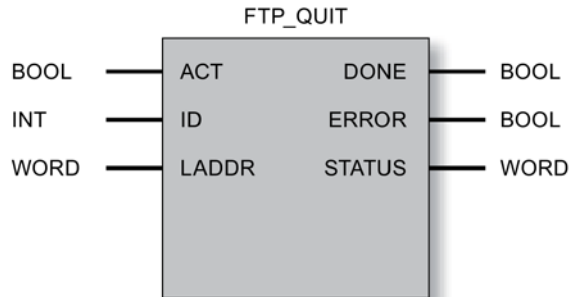 FTP_QUIT
BOOL ACT DONE BOOL
INT ID ERROR BOOL
WORD LADDR STATUS WORD